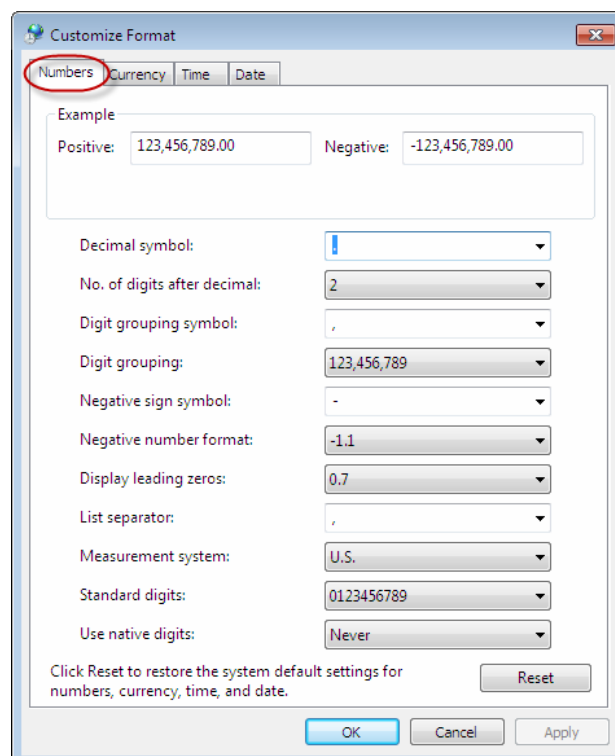 Customize Format
Numbers Currency Time Date
Example
Positive: 123,456,789.00 Negative: -123,456,789.00
Decimal symbol: .
No. of digits after decimal: 2
Digit grouping symbol: ,
Digit grouping: 123,456,789
Negative sign symbol: -
Negative number format: -1.1
Display leading zeros: 0.7
List separator: ,
Measurement system: U.S.
Standard digits: 0123456789
Use native digits: Never
Click Reset to restore the system default settings for
numbers, currency, time, and date.
Reset
OK Cancel Apply